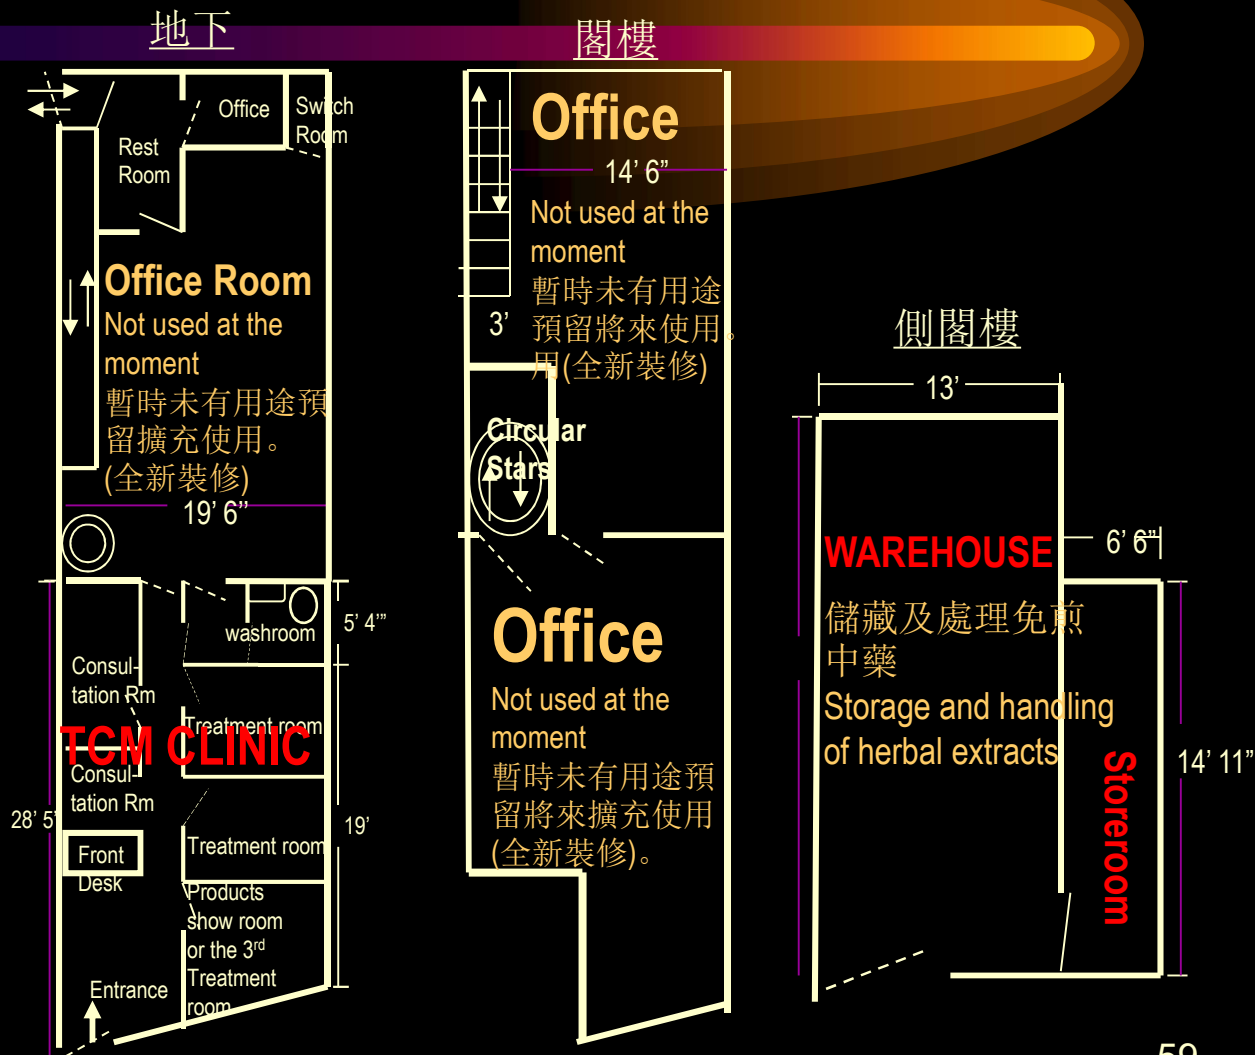 地下
Office
Switch
Room
Rest
Room
Office Room
Not used at the
moment
暫時未有用途預
留擴充使用。
(全新裝修)
19’ 6’’
washroom
5’ 4’”
Consul-
tation Rm
Treatment room
TCM CLINIC
Consul-
tation Rm
28’ 5’
19’
Front
Desk
Treatment room
Products
show room
or the 3rd
Treatment
room
Entrance
閣樓
Office
14’ 6”
Not used at the
moment
暫時未有用途
預留將來使用。
用(全新裝修)
3’
Circular
Stars
Office
Not used at the
moment
暫時未有用途預
留將來擴充使用
(全新裝修)。
側閣樓
13’
6’ 6”
WAREHOUSE
儲藏及處理免煎
中藥
Storage and handling
of herbal extracts
Storeroom
14’ 11”
59